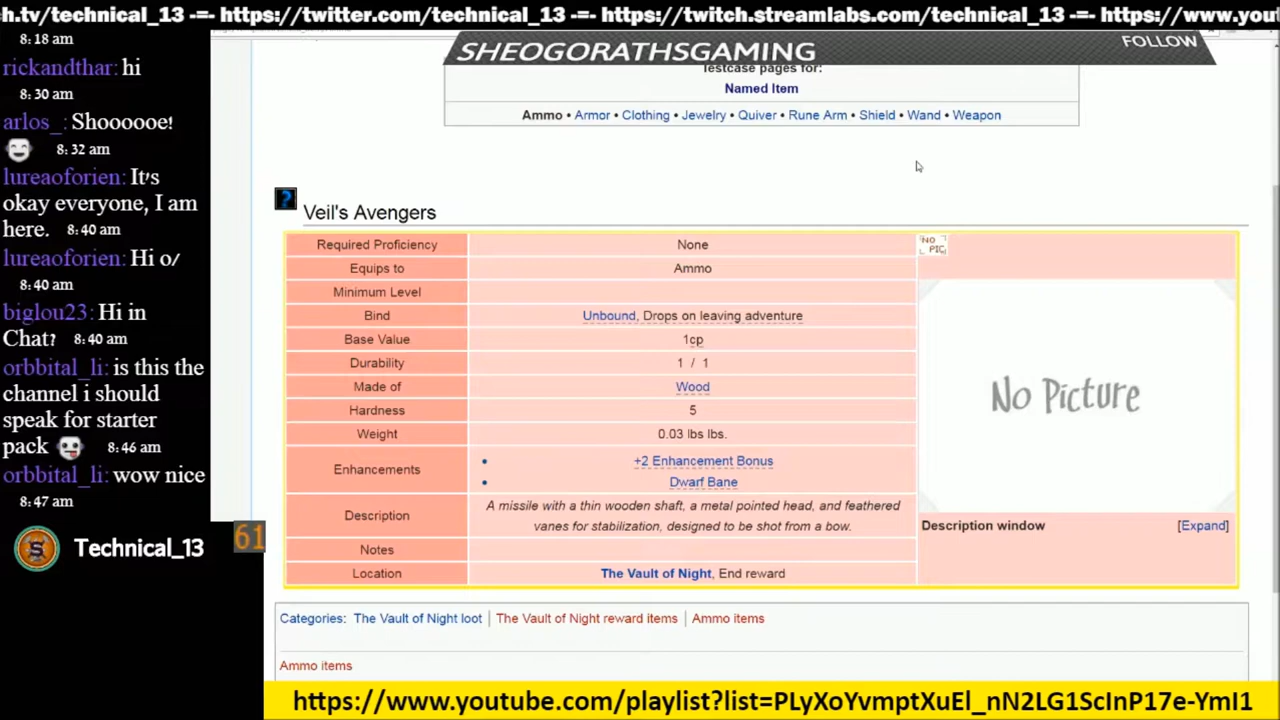 ch.tv/technical_13 -=- https://twitter.com/technical_13 -=- https://twitch.streamlabs.com/technical_13 -=- https://www.yout
8:18 am
rickandthar: hi
8:30 am
arlos_: Shoooooe!
8:32 am
lureaoforien: It's
okay everyone, I am
here. 8:40 am
lureaoforien: Hi o/
8:40 am
biglou23: Hi in
Chat? 8:40 am
orbbital_li: is this the
channel i should
speak for starter
pack 8:46 am
orbbital_li: wow nice
8:47 am
Technical_13
61
SHEOGORATHSGAMING
FOLLOW
Testcase pages for:
Named Item
Ammo • Armor • Clothing • Jewelry • Quiver • Rune Arm • Shield • Wand • Weapon
?
Veil's Avengers
Required Proficiency None
NO PIC
Equips to Ammo
Minimum Level
Bind Unbound, Drops on leaving adventure
Base Value 1cp
Durability 1 / 1
Made of Wood
Hardness 5
Weight 0.03 lbs lbs.
Enhancements
• +2 Enhancement Bonus
• Dwarf Bane
Description
A missile with a thin wooden shaft, a metal pointed head, and feathered
vanes for stabilization, designed to be shot from a bow.
Notes
Location The Vault of Night, End reward
No Picture
Description window [Expand]
Categories: The Vault of Night loot | The Vault of Night reward items | Ammo items
Ammo items
https://www.youtube.com/playlist?list=PLyXoYvmptXuEl_nN2LG1ScInP17e-YmI1